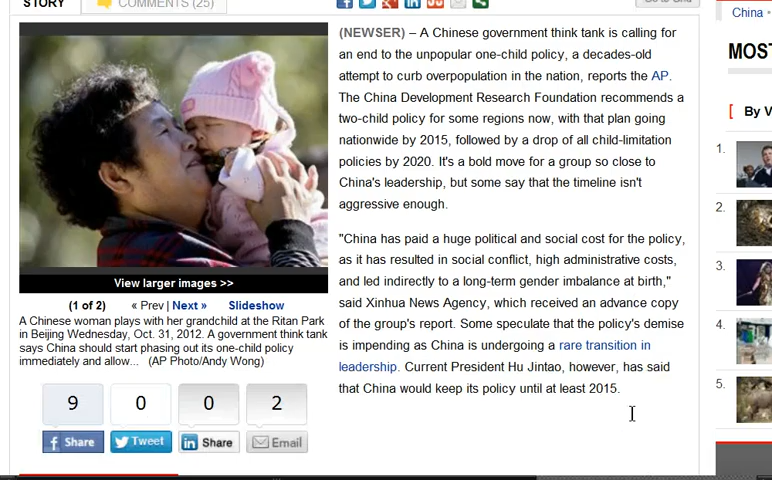 STORY
COMMENTS (25)
China •
(NEWSER) – A Chinese government think tank is calling for
an end to the unpopular one-child policy, a decades-old
attempt to curb overpopulation in the nation, reports the AP.
The China Development Research Foundation recommends a
two-child policy for some regions now, with that plan going
nationwide by 2015, followed by a drop of all child-limitation
policies by 2020. It's a bold move for a group so close to
China's leadership, but some say that the timeline isn't
aggressive enough.
"China has paid a huge political and social cost for the policy,
as it has resulted in social conflict, high administrative costs,
and led indirectly to a long-term gender imbalance at birth,"
said Xinhua News Agency, which received an advance copy
of the group's report. Some speculate that the policy's demise
is impending as China is undergoing a rare transition in
leadership. Current President Hu Jintao, however, has said
that China would keep its policy until at least 2015.
View larger images >>
(1 of 2) « Prev | Next » Slideshow
A Chinese woman plays with her grandchild at the Ritan Park
in Beijing Wednesday, Oct. 31, 2012. A government think tank
says China should start phasing out its one-child policy
immediately and allow... (AP Photo/Andy Wong)
9 0 0 2
f Share Tweet in Share Email
MOST
[ By V
1.
2.
3.
4.
5.